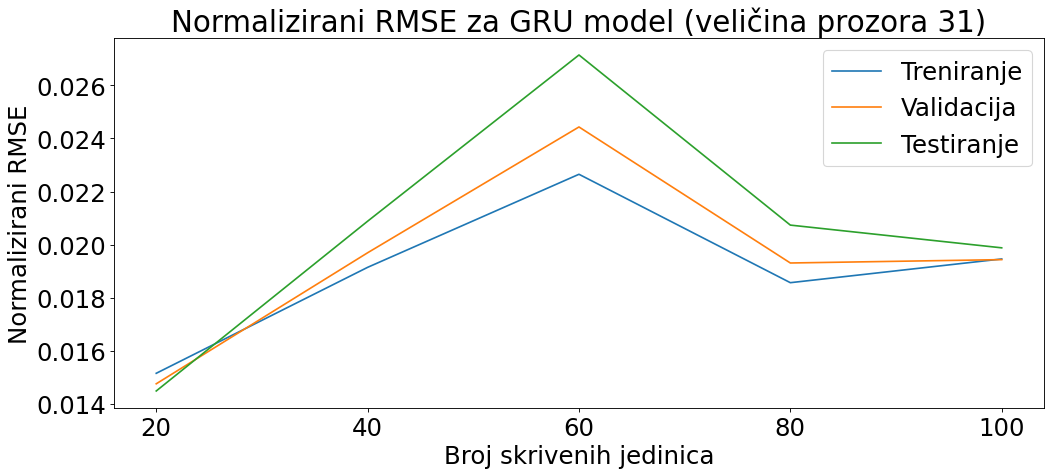 Normalizirani RMSE za GRU model (veličina prozora 31)
Treniranje
Validacija
Testiranje
Normalizirani RMSE
0.026
0.024
0.022
0.020
0.018
0.016
0.014
20 40 60 80 100
Broj skrivenih jedinica